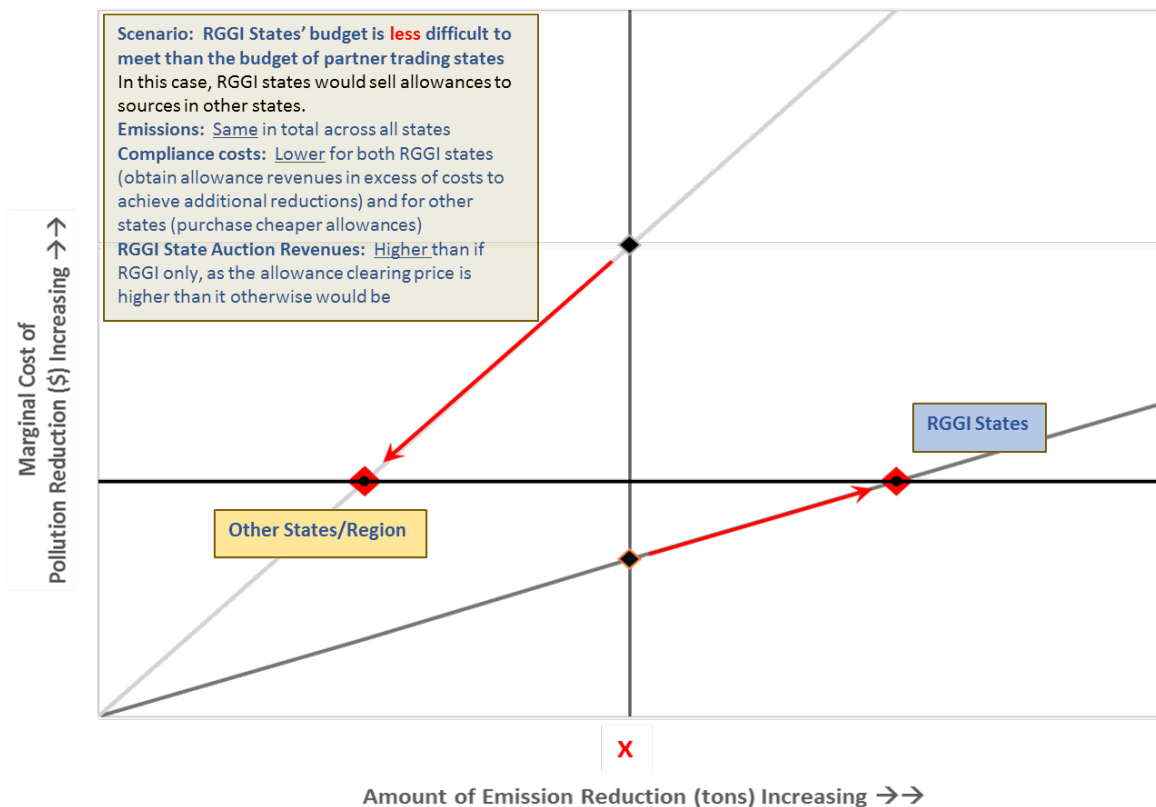 Scenario: RGGI States’ budget is less difficult to
meet than the budget of partner trading states
In this case, RGGI states would sell allowances to
sources in other states.
Emissions: Same in total across all states
Compliance costs: Lower for both RGGI states
(obtain allowance revenues in excess of costs to
achieve additional reductions) and for other
states (purchase cheaper allowances)
RGGI State Auction Revenues: Higher than if
RGGI only, as the allowance clearing price is
higher than it otherwise would be
Marginal Cost of
Pollution Reduction ($) Increasing →→
RGGI States
Other States/Region
X
Amount of Emission Reduction (tons) Increasing →→